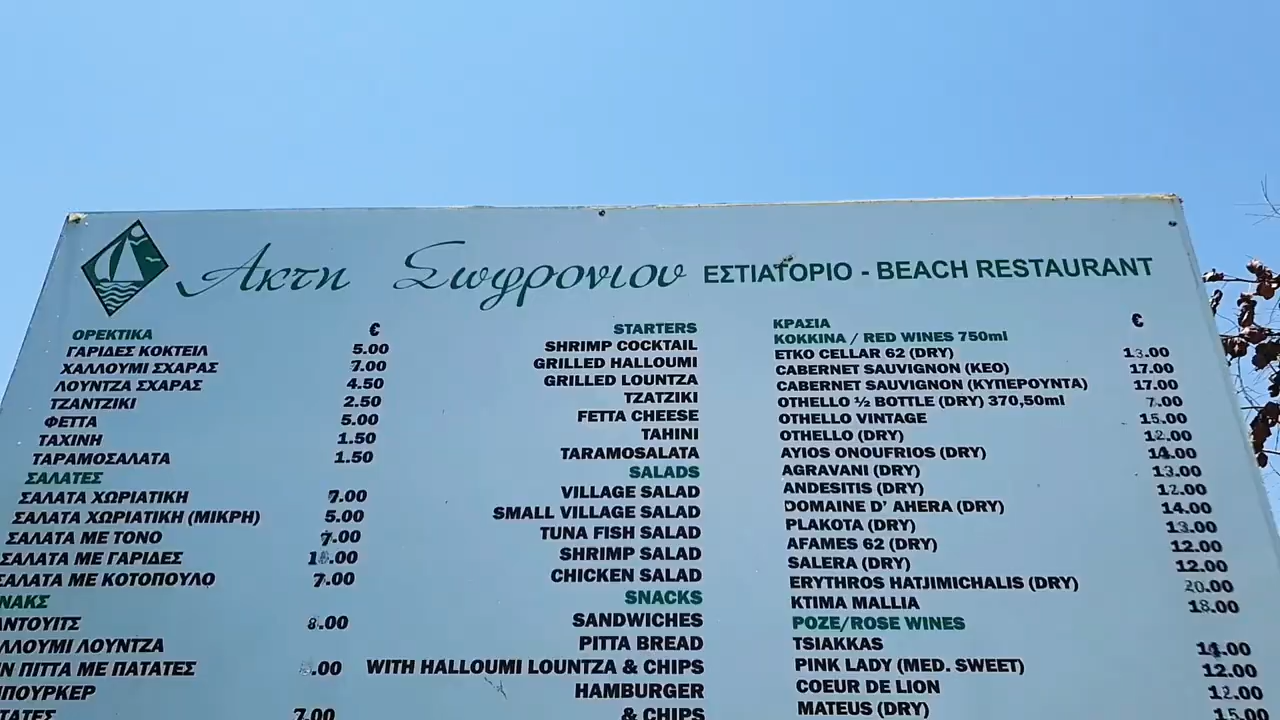 Ακτη Σωφρονιου ΕΣΤΙΑΤΟΡΙΟ - BEACH RESTAURANT
ΟΡΕΚΤΙΚΑ € STARTERS
ΓΑΡΙΔΕΣ ΚΟΚΤΕΙΛ 5.00 SHRIMP COCKTAIL
ΧΑΛΛΟΥΜΙ ΣΧΑΡΑΣ 7.00 GRILLED HALLOUMI
ΛΟΥΝΤΖΑ ΣΧΑΡΑΣ 4.50 GRILLED LOUNTZA
ΤΖΑΝΤΖΙΚΙ 2.50 TZATZIKI
ΦΕΤΤΑ 5.00 FETTA CHEESE
ΤΑΧΙΝΗ 1.50 TAHINI
ΤΑΡΑΜΟΣΑΛΑΤΑ 1.50 TARAMOSALATA
ΣΑΛΑΤΕΣ SALADS
ΣΑΛΑΤΑ ΧΩΡΙΑΤΙΚΗ 7.00 VILLAGE SALAD
ΣΑΛΑΤΑ ΧΩΡΙΑΤΙΚΗ (ΜΙΚΡΗ) 5.00 SMALL VILLAGE SALAD
ΣΑΛΑΤΑ ΜΕ ΤΟΝΟ 7.00 TUNA FISH SALAD
ΣΑΛΑΤΑ ΜΕ ΓΑΡΙΔΕΣ SHRIMP SALAD
ΣΑΛΑΤΑ ΜΕ ΚΟΤΟΠΟΥΛΟ 7.00 CHICKEN SALAD
ΝΑΚΣ SNACKS
ΑΝΤΟΥΙΤΣ 8.00 SANDWICHES
ΑΛΛΟΥΜΙ ΛΟΥΝΤΖΑ PITTA BREAD
ΠΙΤΤΑ ΜΕ ΠΑΤΑΤΕΣ WITH HALLOUMI LOUNTZA & CHIPS
ΠΟΥΡΚΕΡ HAMBURGER
ΤΑΤΕΣ 7.00 & CHIPS
ΚΡΑΣΙΑ €
ΚΟΚΚΙΝΑ / RED WINES 750ml
ETKO CELLAR 62 (DRY) 13.00
CABERNET SAUVIGNON (KEO) 17.00
CABERNET SAUVIGNON (ΚΥΠΕΡΟΥΝΤΑ) 17.00
OTHELLO ½ BOTTLE (DRY) 370,50ml 7.00
OTHELLO VINTAGE 15.00
OTHELLO (DRY) 12.00
AYIOS ONOUFRIOS (DRY) 14.00
AGRAVANI (DRY) 13.00
ANDESITIS (DRY) 12.00
DOMAINE D' AHERA (DRY) 14.00
PLAKOTA (DRY) 13.00
AFAMES 62 (DRY) 12.00
SALERA (DRY) 12.00
ERYTHROS HATJIMICHALIS (DRY) 20.00
KTIMA MALLIA 18.00
ΡΟΖΕ/ROSE WINES
TSIAKKAS 14.00
PINK LADY (MED. SWEET) 12.00
COEUR DE LION 12.00
MATEUS (DRY) 15.00